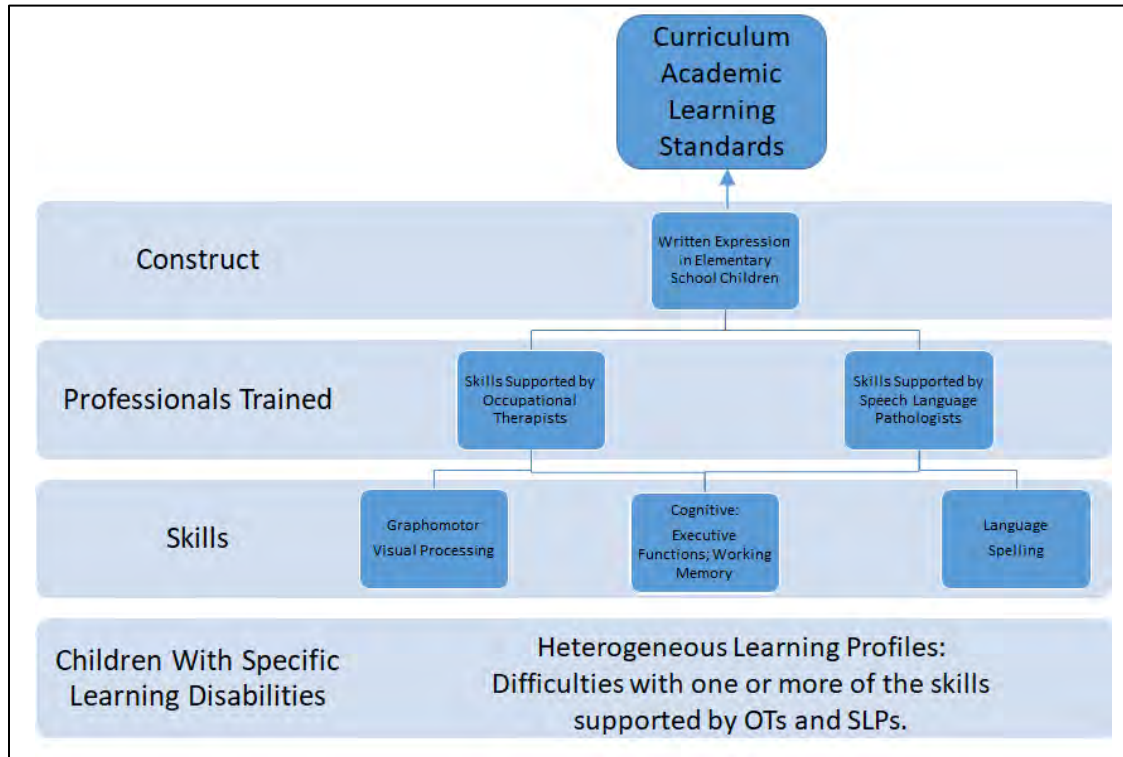 Curriculum
Academic
Learning
Standards
Construct
Written Expression
in Elementary
School Children
Professionals Trained
Skills Supported by
Occupational
Therapists
Skills Supported by
Speech Language
Pathologists
Skills
Graphomotor
Visual Processing
Cognitive:
Executive
Functions; Working
Memory
Language
Spelling
Children With Specific
Learning Disabilities
Heterogeneous Learning Profiles:
Difficulties with one or more of the skills
supported by OTs and SLPs.